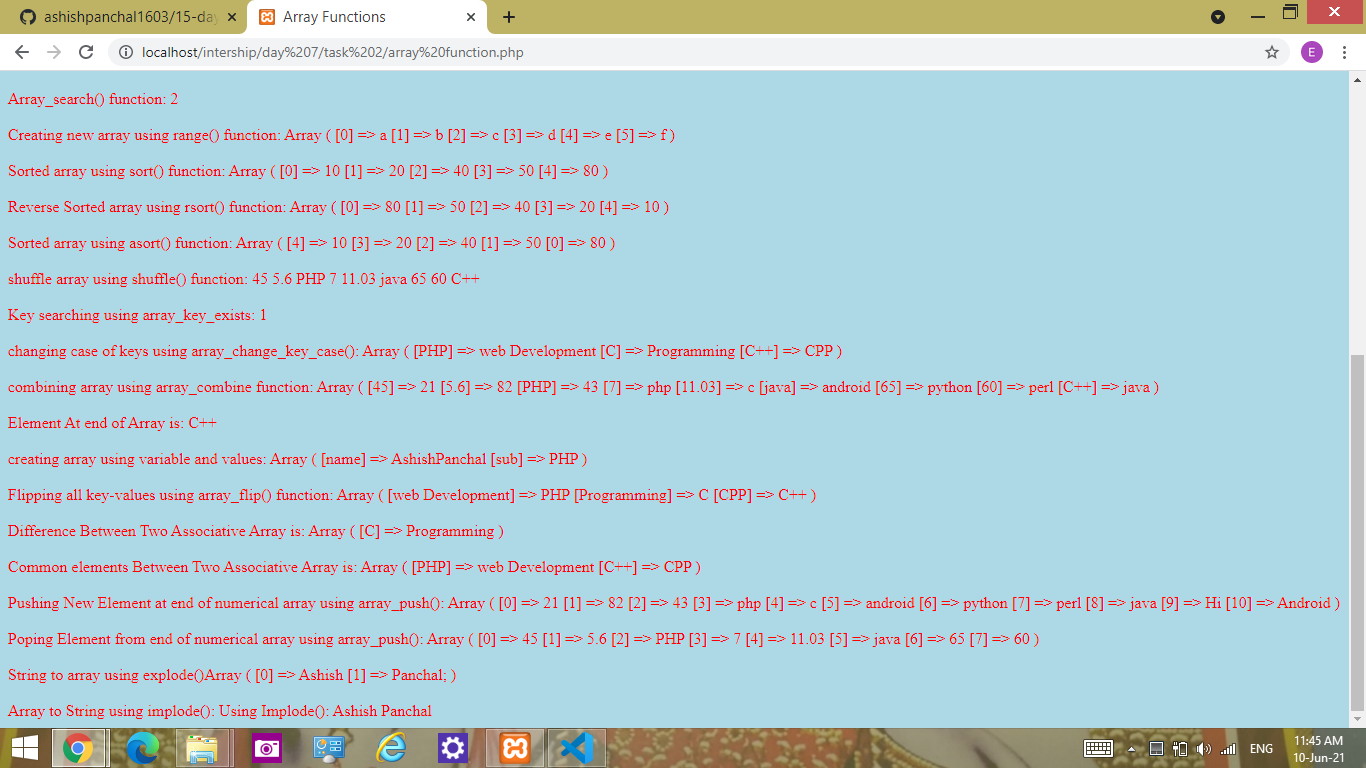 ashishpanchal1603/15-day
Array Functions
localhost/intership/day%207/task%202/array%20function.php
E
Array_search() function: 2
Creating new array using range() function: Array ( [0] => a [1] => b [2] => c [3] => d [4] => e [5] => f )
Sorted array using sort() function: Array ( [0] => 10 [1] => 20 [2] => 40 [3] => 50 [4] => 80 )
Reverse Sorted array using rsort() function: Array ( [0] => 80 [1] => 50 [2] => 40 [3] => 20 [4] => 10 )
Sorted array using asort() function: Array ( [4] => 10 [3] => 20 [2] => 40 [1] => 50 [0] => 80 )
shuffle array using shuffle() function: 45 5.6 PHP 7 11.03 java 65 60 C++
Key searching using array_key_exists: 1
changing case of keys using array_change_key_case(): Array ( [PHP] => web Development [C] => Programming [C++] => CPP )
combining array using array_combine function: Array ( [45] => 21 [5.6] => 82 [PHP] => 43 [7] => php [11.03] => c [java] => android [65] => python [60] => perl [C++] => java )
Element At end of Array is: C++
creating array using variable and values: Array ( [name] => AshishPanchal [sub] => PHP )
Flipping all key-values using array_flip() function: Array ( [web Development] => PHP [Programming] => C [CPP] => C++ )
Difference Between Two Associative Array is: Array ( [C] => Programming )
Common elements Between Two Associative Array is: Array ( [PHP] => web Development [C++] => CPP )
Pushing New Element at end of numerical array using array_push(): Array ( [0] => 21 [1] => 82 [2] => 43 [3] => php [4] => c [5] => android [6] => python [7] => perl [8] => java [9] => Hi [10] => Android )
Poping Element from end of numerical array using array_push(): Array ( [0] => 45 [1] => 5.6 [2] => PHP [3] => 7 [4] => 11.03 [5] => java [6] => 65 [7] => 60 )
String to array using explode()Array ( [0] => Ashish [1] => Panchal; )
Array to String using implode(): Using Implode(): Ashish Panchal
ENG
11:45 AM
10-Jun-21